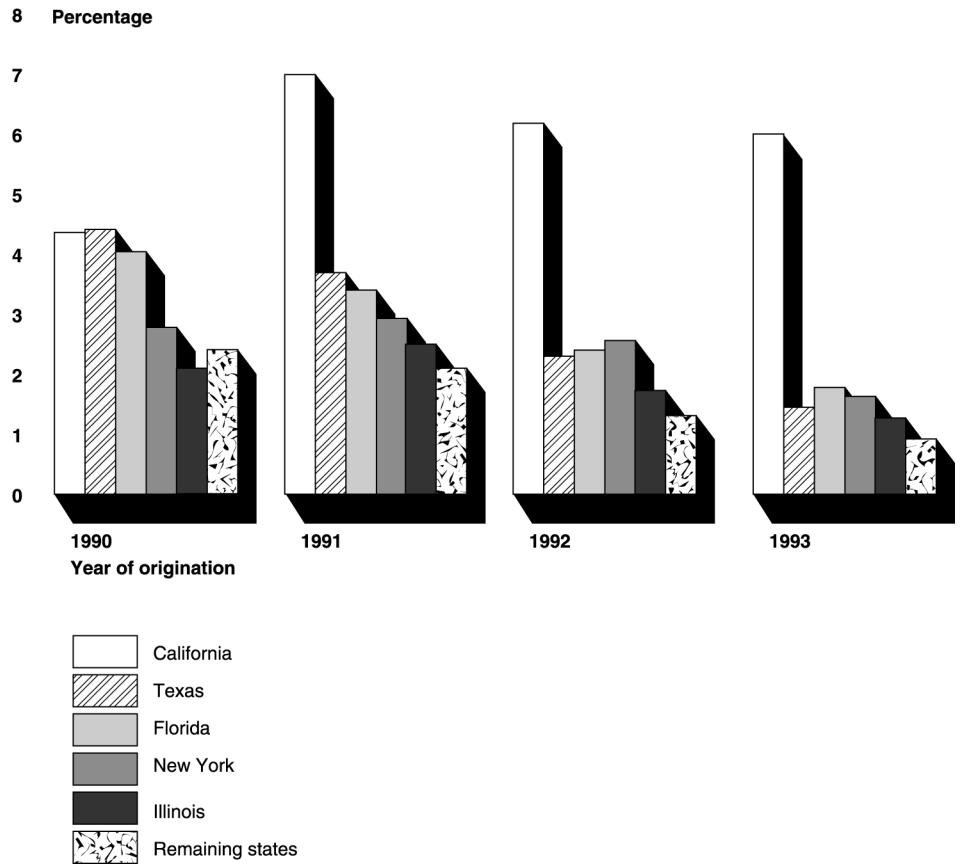 8 Percentage
7
6
5
4
3
2
1
0
1990 1991 1992 1993
Year of origination
California
Texas
Florida
New York
Illinois
Remaining states